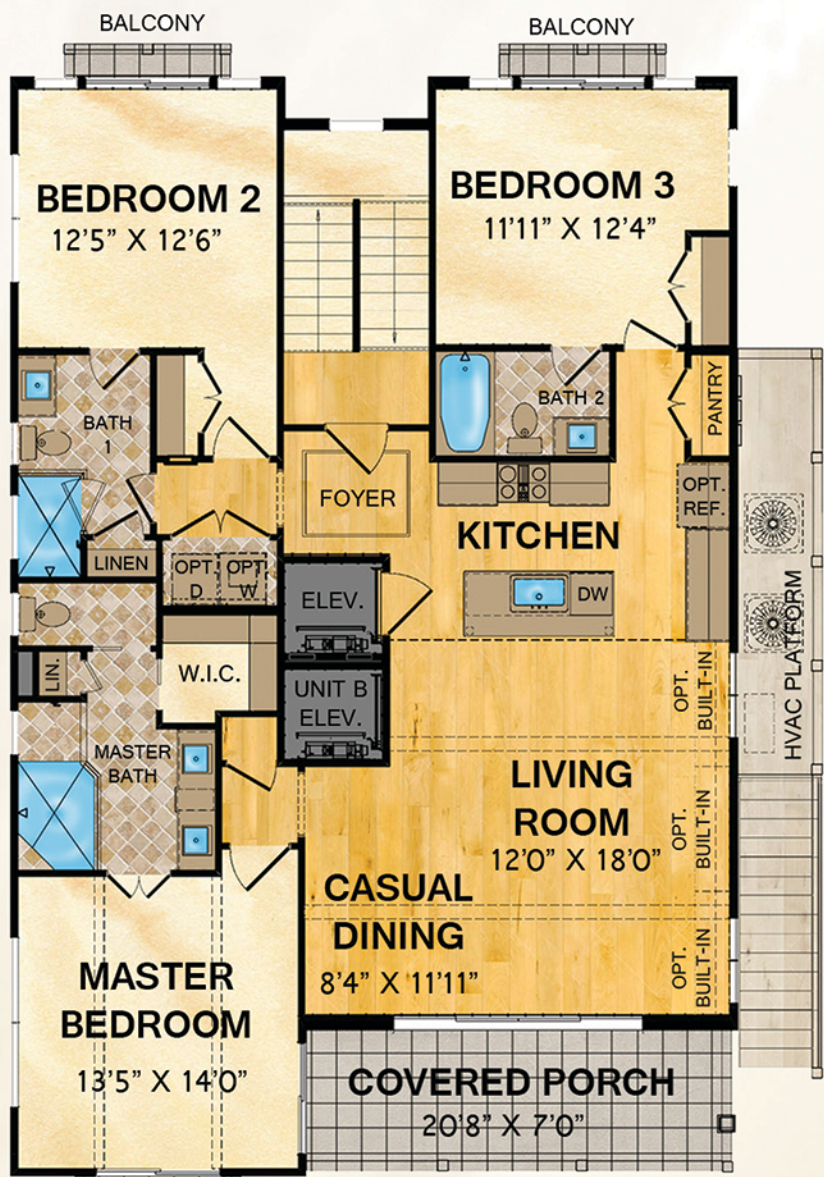 BALCONY
BALCONY
BEDROOM 2
12'5" X 12'6"
BEDROOM 3
11'11" X 12'4"
BATH
1
BATH 2
PANTRY
FOYER
OPT.
REF.
KITCHEN
LINEN
OPT
D
OPT
W
ELEV.
DW
HVAC PLATFORM
LIN.
W.I.C.
UNIT B
ELEV.
OPT.
BUILT-IN
MASTER
BATH
LIVING
ROOM
12'0" X 18'0"
OPT.
BUILT-IN
CASUAL
DINING
8'4" X 11'11"
OPT.
BUILT-IN
MASTER
BEDROOM
13'5" X 14'0"
COVERED PORCH
20'8" X 7'0"